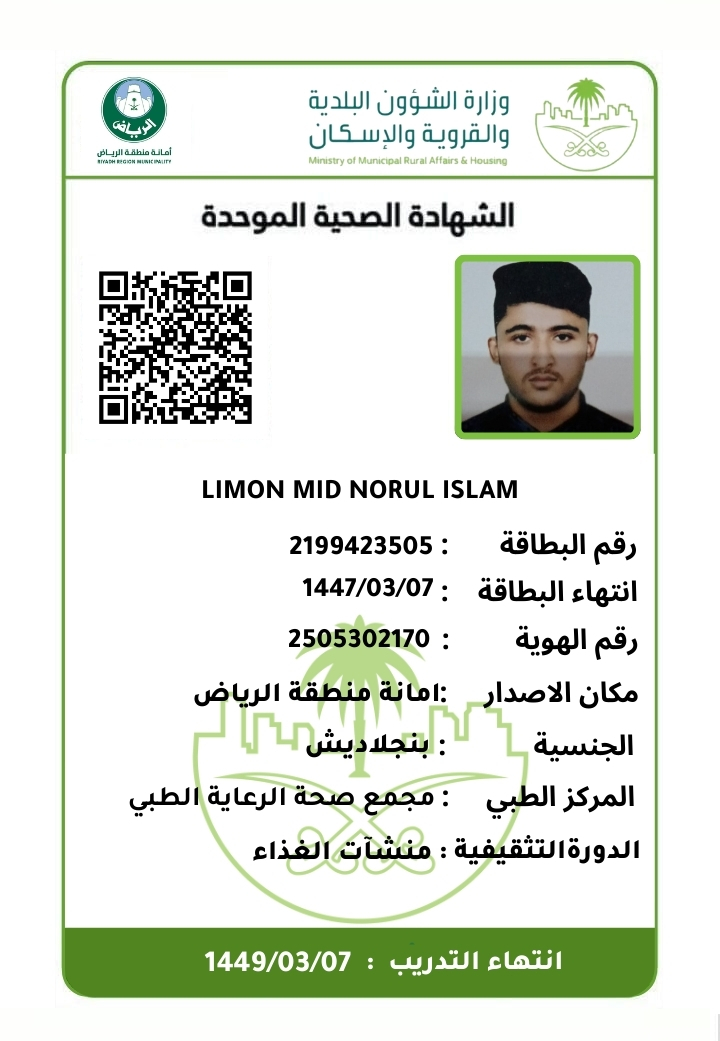 وزارة الشؤون البلدية
والقروية والإسكان
Ministry of Municipal Rural Affairs & Housing
الرياض
أمانة منطقة الرياض
RIYADH REGION MUNICIPALITY
الشهادة الصحية الموحدة
LIMON MID NORUL ISLAM
رقم البطاقة : 2199423505
انتهاء البطاقة : 1447/03/07
رقم الهوية : 2505302170
مكان الاصدار :امانة منطقة الرياض
الجنسية : بنجلاديش
المركز الطبي : مجمع صحة الرعاية الطبي
الدورةالتثقيفية : منشآت الغذاء
انتهاء التدريب : 1449/03/07